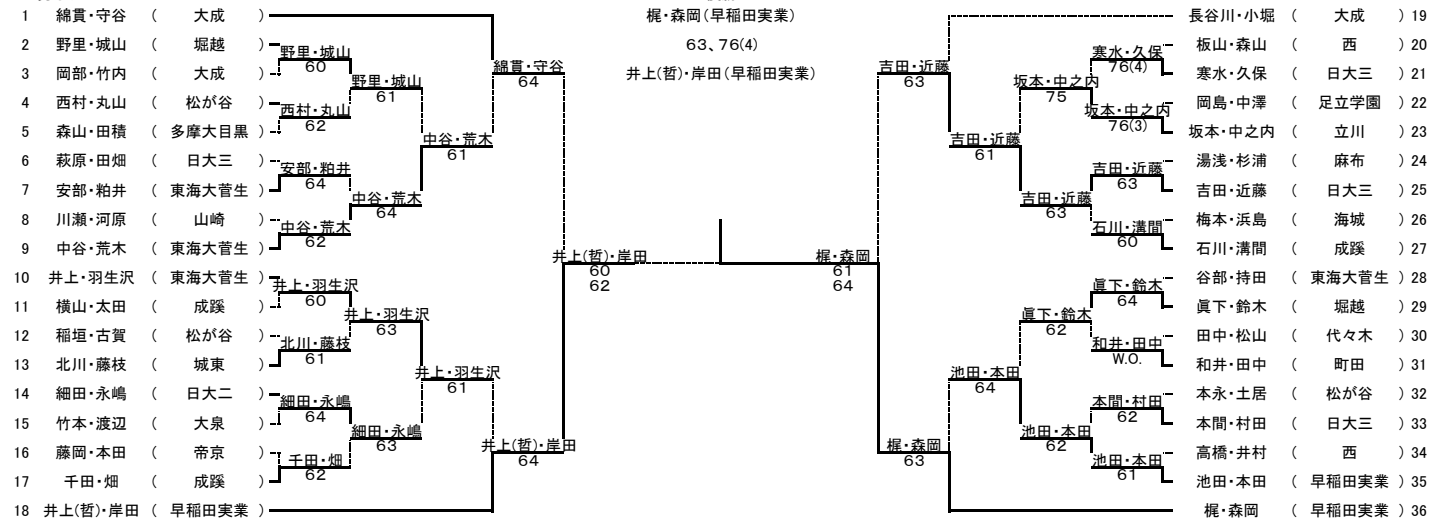 1 綿貫・守谷 ( 大成 )
2 野里・城山 ( 堀越 )
3 岡部・竹内 ( 大成 )
4 西村・丸山 ( 松が谷 )
5 森山・田積 ( 多摩大目黒 )
6 萩原・田畑 ( 日大三 )
7 安部・粕井 ( 東海大菅生 )
8 川瀬・河原 ( 山崎 )
9 中谷・荒木 ( 東海大菅生 )
10 井上・羽生沢 ( 東海大菅生 )
11 横山・太田 ( 成蹊 )
12 稲垣・古賀 ( 松が谷 )
13 北川・藤枝 ( 城東 )
14 細田・永嶋 ( 日大二 )
15 竹本・渡辺 ( 大泉 )
16 藤岡・本田 ( 帝京 )
17 千田・畑 ( 成蹊 )
18 井上(哲)・岸田 ( 早稲田実業 )
野里・城山
60
西村・丸山
62
安部・粕井
64
中谷・荒木
62
井上・羽生沢
60
北川・藤枝
61
細田・永嶋
64
千田・畑
62
野里・城山
61
中谷・荒木
64
井上・羽生沢
63
細田・永嶋
63
中谷・荒木
61
井上・羽生沢
61
綿貫・守谷
64
井上(哲)・岸田
64
井上(哲)・岸田
60
62
梶・森岡(早稲田実業)
63、76(4)
井上(哲)・岸田(早稲田実業)
梶・森岡
61
64
吉田・近藤
63
梶・森岡
63
吉田・近藤
61
池田・本田
64
坂本・中之内
75
吉田・近藤
63
眞下・鈴木
62
池田・本田
62
寒水・久保
76(4)
坂本・中之内
76(3)
吉田・近藤
63
石川・溝間
60
眞下・鈴木
64
和井・田中
W.O.
本間・村田
62
池田・本田
61
長谷川・小堀 ( 大成 ) 19
板山・森山 ( 西 ) 20
寒水・久保 ( 日大三 ) 21
岡島・中澤 ( 足立学園 ) 22
坂本・中之内 ( 立川 ) 23
湯浅・杉浦 ( 麻布 ) 24
吉田・近藤 ( 日大三 ) 25
梅本・浜島 ( 海城 ) 26
石川・溝間 ( 成蹊 ) 27
谷部・持田 ( 東海大菅生 ) 28
眞下・鈴木 ( 堀越 ) 29
田中・松山 ( 代々木 ) 30
和井・田中 ( 町田 ) 31
本永・土居 ( 松が谷 ) 32
本間・村田 ( 日大三 ) 33
高橋・井村 ( 西 ) 34
池田・本田 ( 早稲田実業 ) 35
梶・森岡 ( 早稲田実業 ) 36